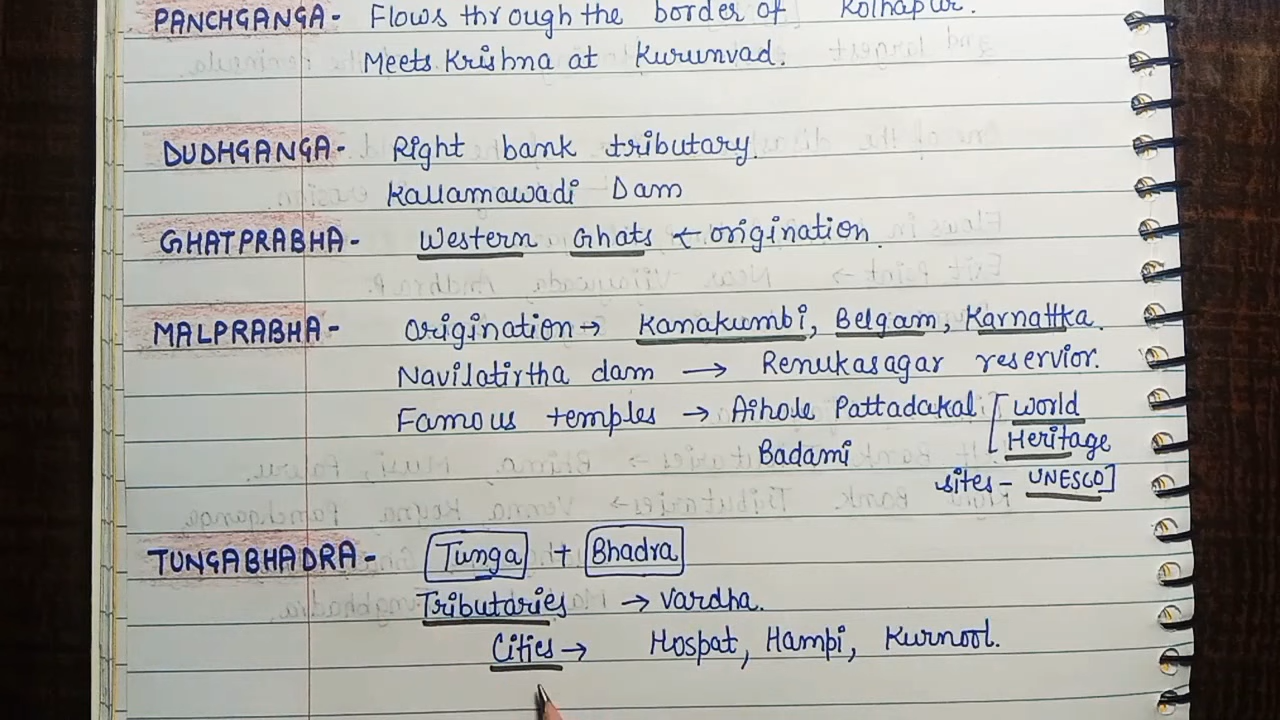 PANCHGANGA - Flows through the border of Kolhapur.
Meets Krishna at Kurunvad.
DUDHGANGA - Right bank tributary.
Kallamawadi Dam
GHATPRABHA - Western Ghats ← origination.
MALPRABHA - Origination → Kanakumbi, Belgam, Karnatka.
Navilatirtha dam → Renukasagar reservior.
Famous temples → Aihole Pattadakal [World
Badami Heritage
sites - UNESCO]
TUNGABHADRA - Tunga + Bhadra
Tributaries → Vardha.
Cities → Hospat, Hampi, Kurnool.